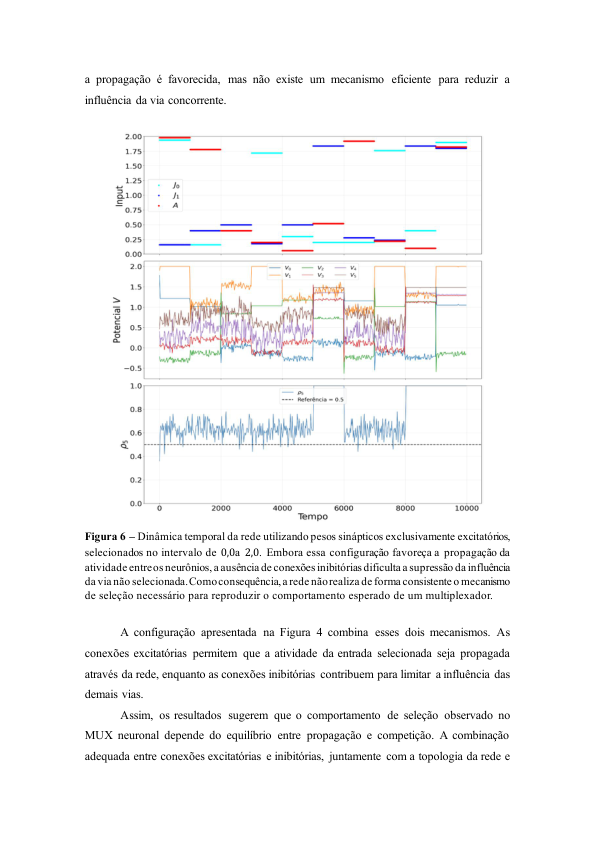 a propagação é favorecida, mas não existe um mecanismo eficiente para reduzir a
influência da via concorrente.
2.00
1.75
1.50
1.25
1.00
0.75
0.50
0.25
0.00
Input
J₀
J₁
A
2.0
1.5
1.0
0.5
0.0
−0.5
Potencial V
V₀ V₂ V₄
V₁ V₃ V₅
1.0
0.8
0.6
0.4
0.2
0.0
ρ₅
ρ₅
Referência = 0.5
0 2000 4000 6000 8000 10000
Tempo
Figura 6 – Dinâmica temporal da rede utilizando pesos sinápticos exclusivamente excitatórios,
selecionados no intervalo de 0,0a 2,0. Embora essa configuração favoreça a propagação da
atividade entre os neurônios, a ausência de conexões inibitórias dificulta a supressão da influência
da via não selecionada. Como consequência, a rede não realiza de forma consistente o mecanismo
de seleção necessário para reproduzir o comportamento esperado de um multiplexador.
A configuração apresentada na Figura 4 combina esses dois mecanismos. As
conexões excitatórias permitem que a atividade da entrada selecionada seja propagada
através da rede, enquanto as conexões inibitórias contribuem para limitar a influência das
demais vias.
Assim, os resultados sugerem que o comportamento de seleção observado no
MUX neuronal depende do equilíbrio entre propagação e competição. A combinação
adequada entre conexões excitatórias e inibitórias, juntamente com a topologia da rede e